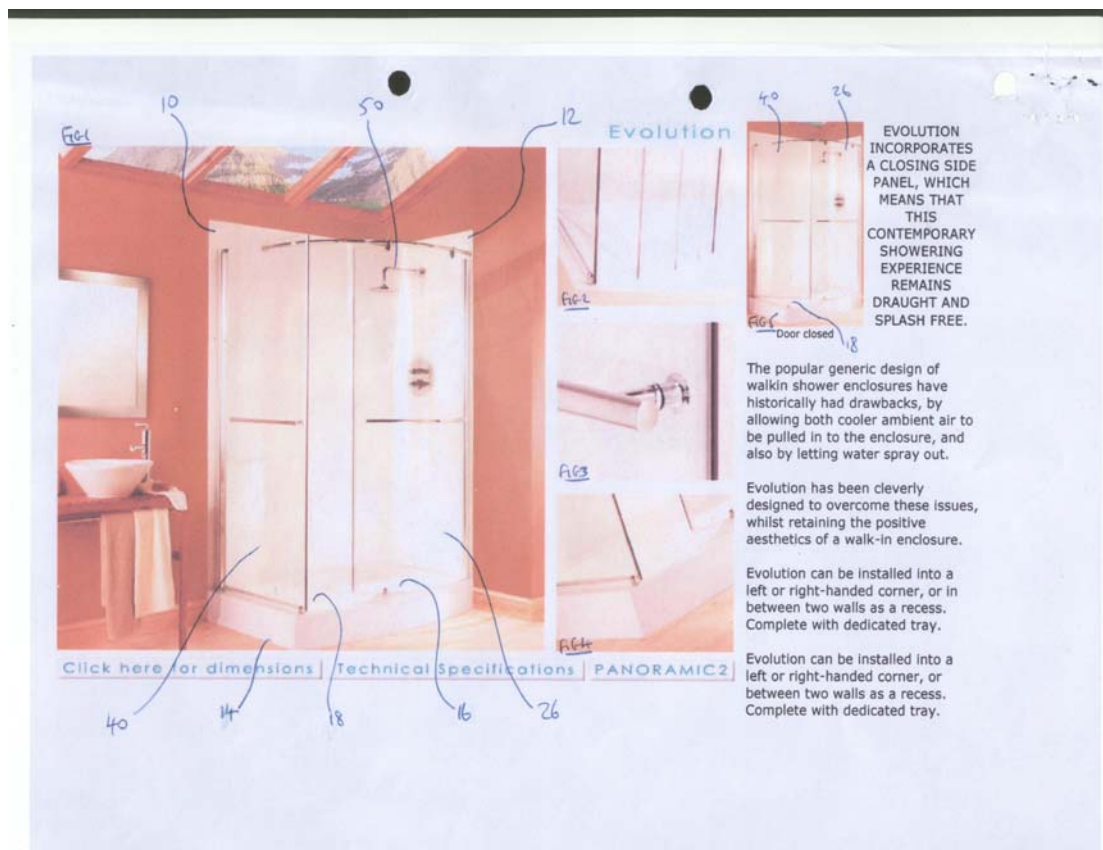 10
50
12
FIG1
Evolution
FIG2
FIG3
FIG4
Click here for dimensions
Technical Specifications
PANORAMIC2
40
14
18
16
26
40
26
FIG5
Door closed
18
EVOLUTION
INCORPORATES
A CLOSING SIDE
PANEL, WHICH
MEANS THAT
THIS
CONTEMPORARY
SHOWERING
EXPERIENCE
REMAINS
DRAUGHT AND
SPLASH FREE.
The popular generic design of
walkin shower enclosures have
historically had drawbacks, by
allowing both cooler ambient air to
be pulled in to the enclosure, and
also by letting water spray out.
Evolution has been cleverly
designed to overcome these issues,
whilst retaining the positive
aesthetics of a walk-in enclosure.
Evolution can be installed into a
left or right-handed corner, or in
between two walls as a recess.
Complete with dedicated tray.
Evolution can be installed into a
left or right-handed corner, or
between two walls as a recess.
Complete with dedicated tray.